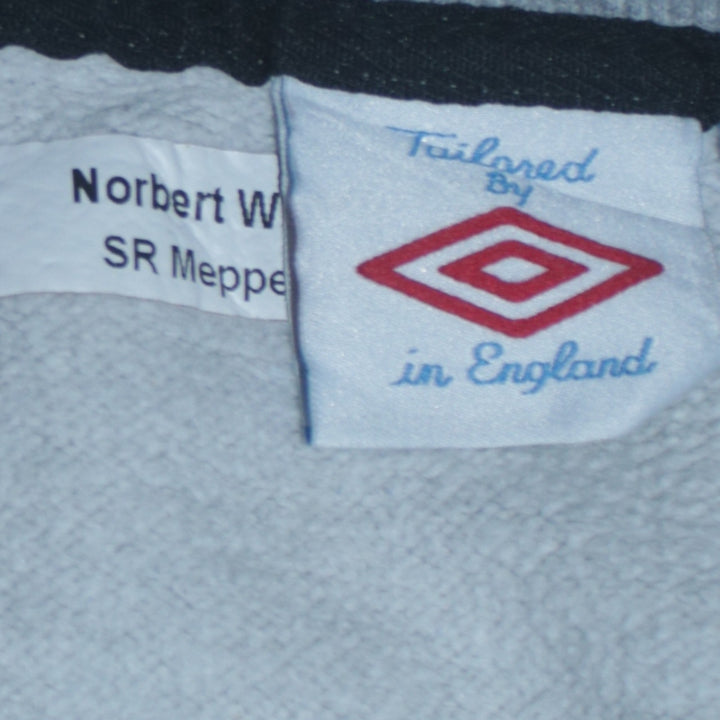 Norbert W
SR Meppe
Tailored
By
in England